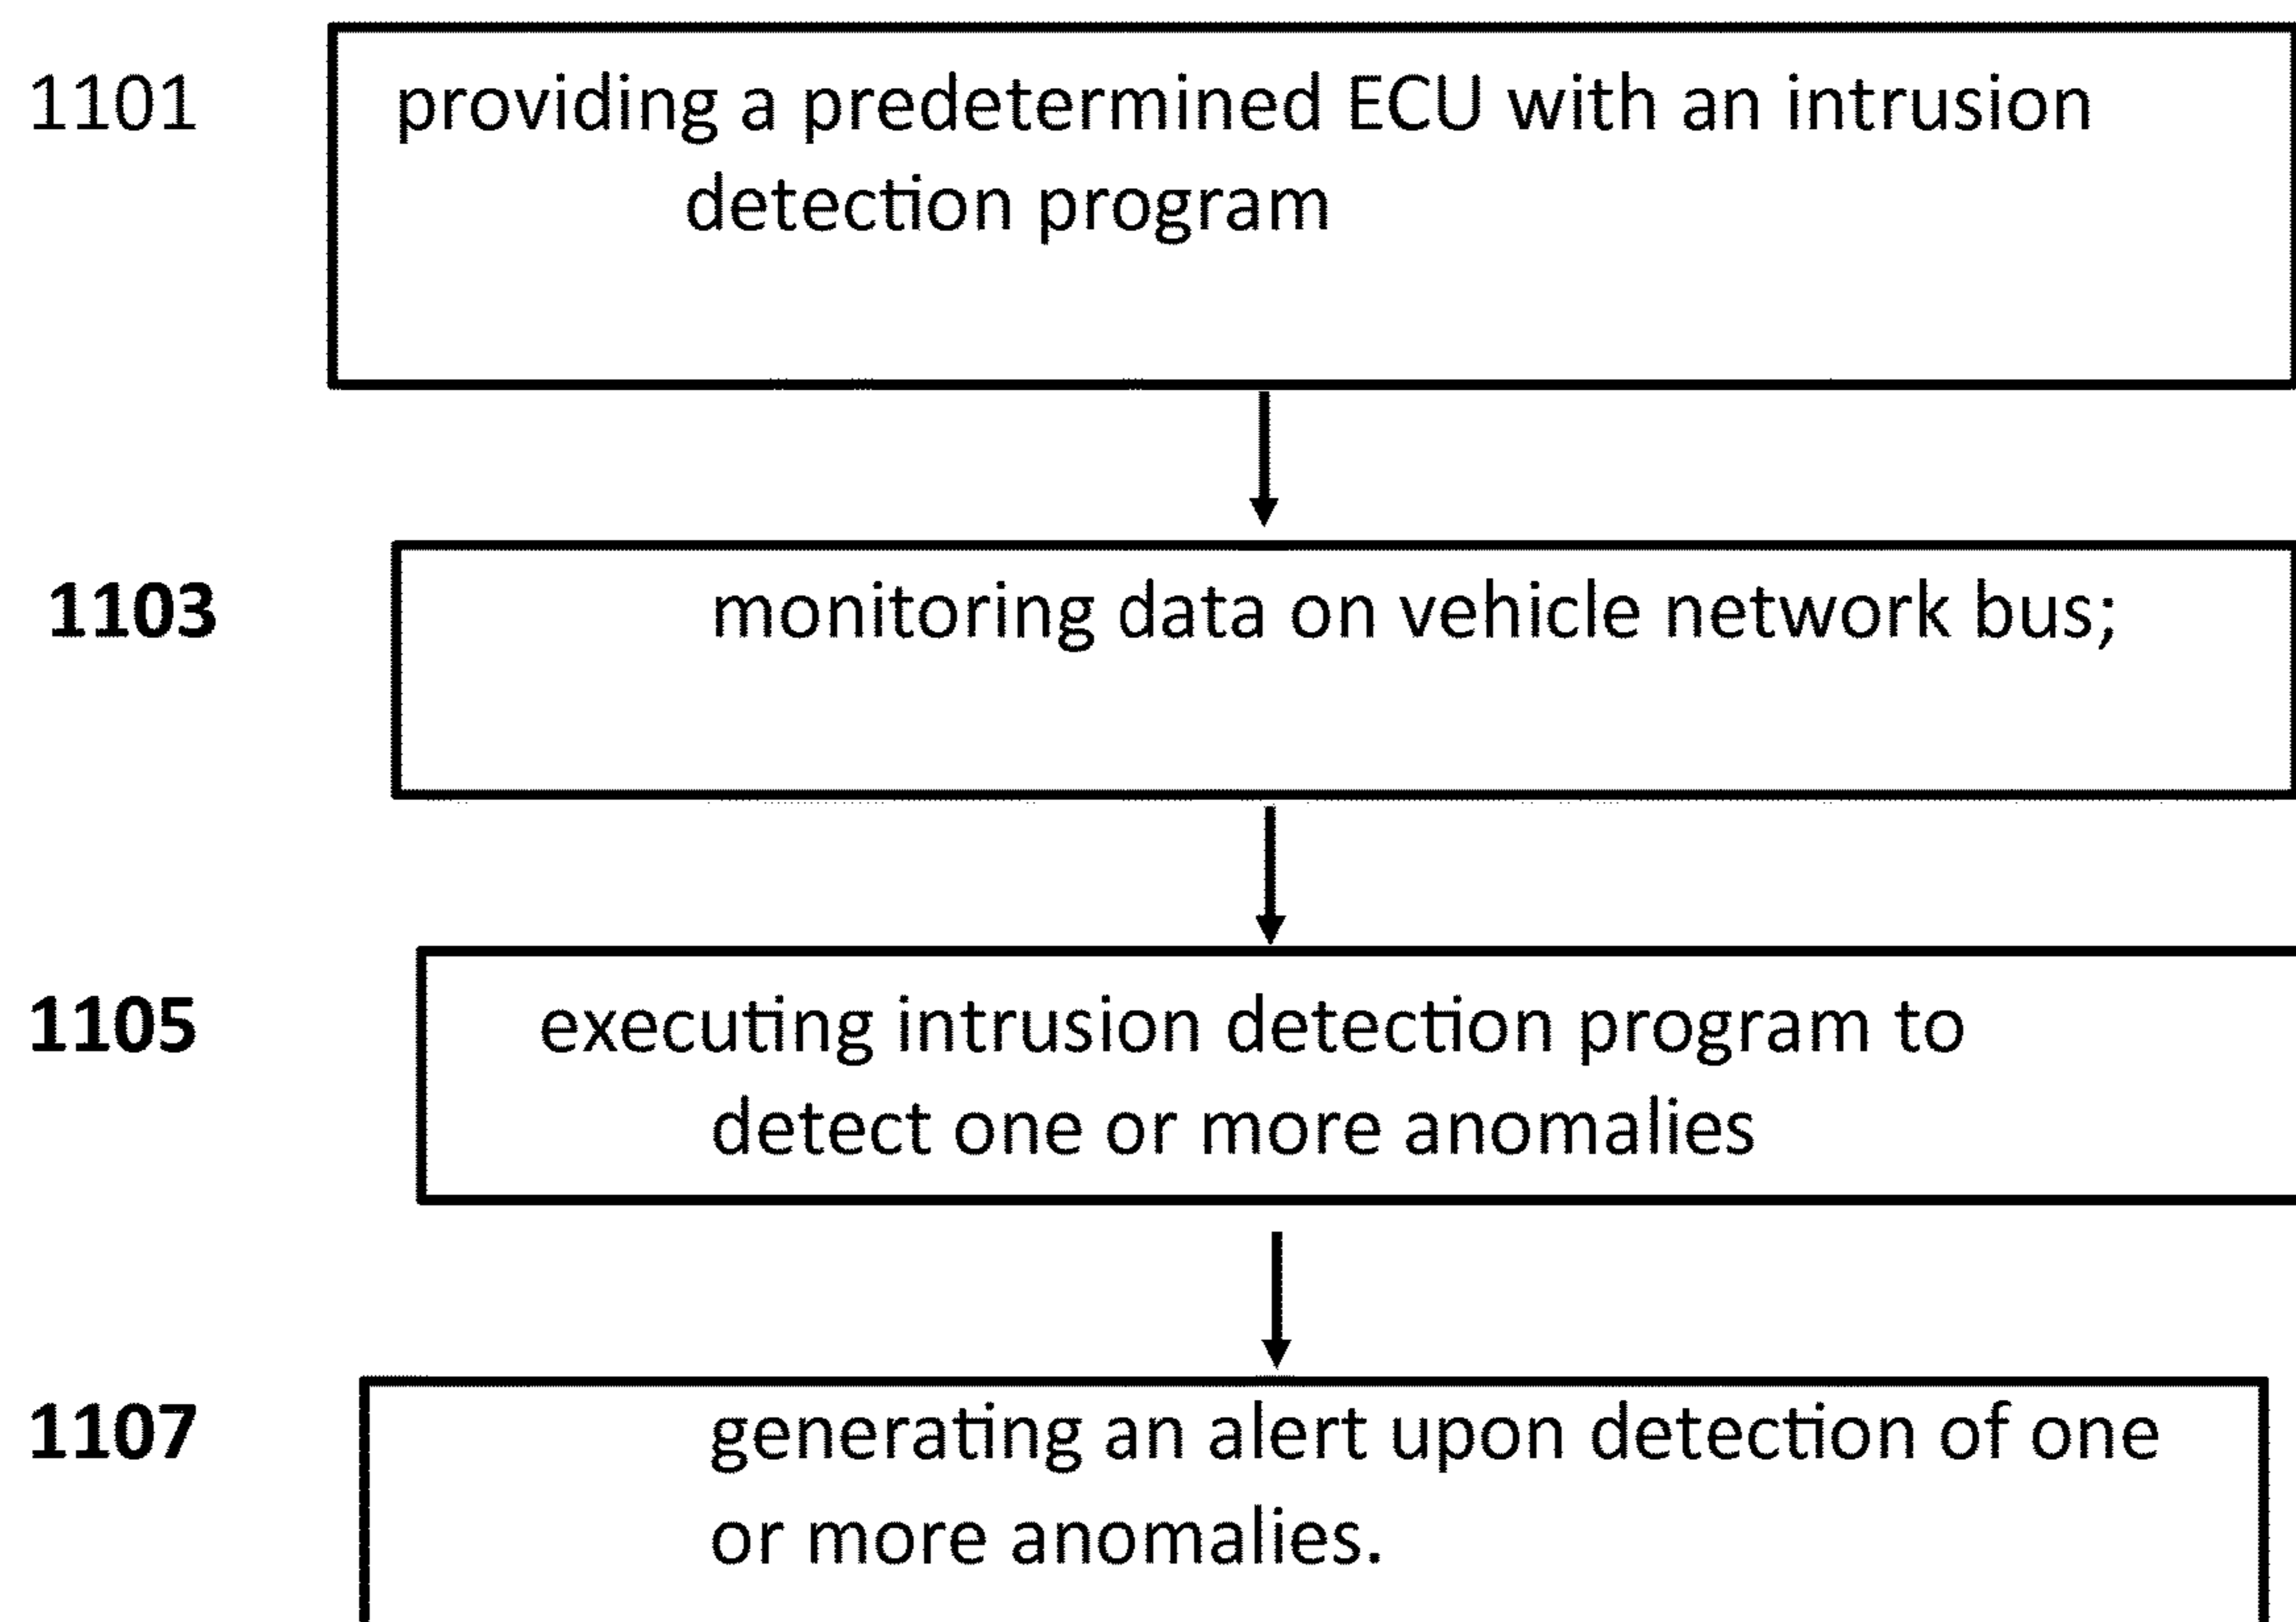 1101
providing a predetermined ECU with an intrusion
detection program
1103
monitoring data on vehicle network bus;
1105
executing intrusion detection program to
detect one or more anomalies
1107
generating an alert upon detection of one
or more anomalies.